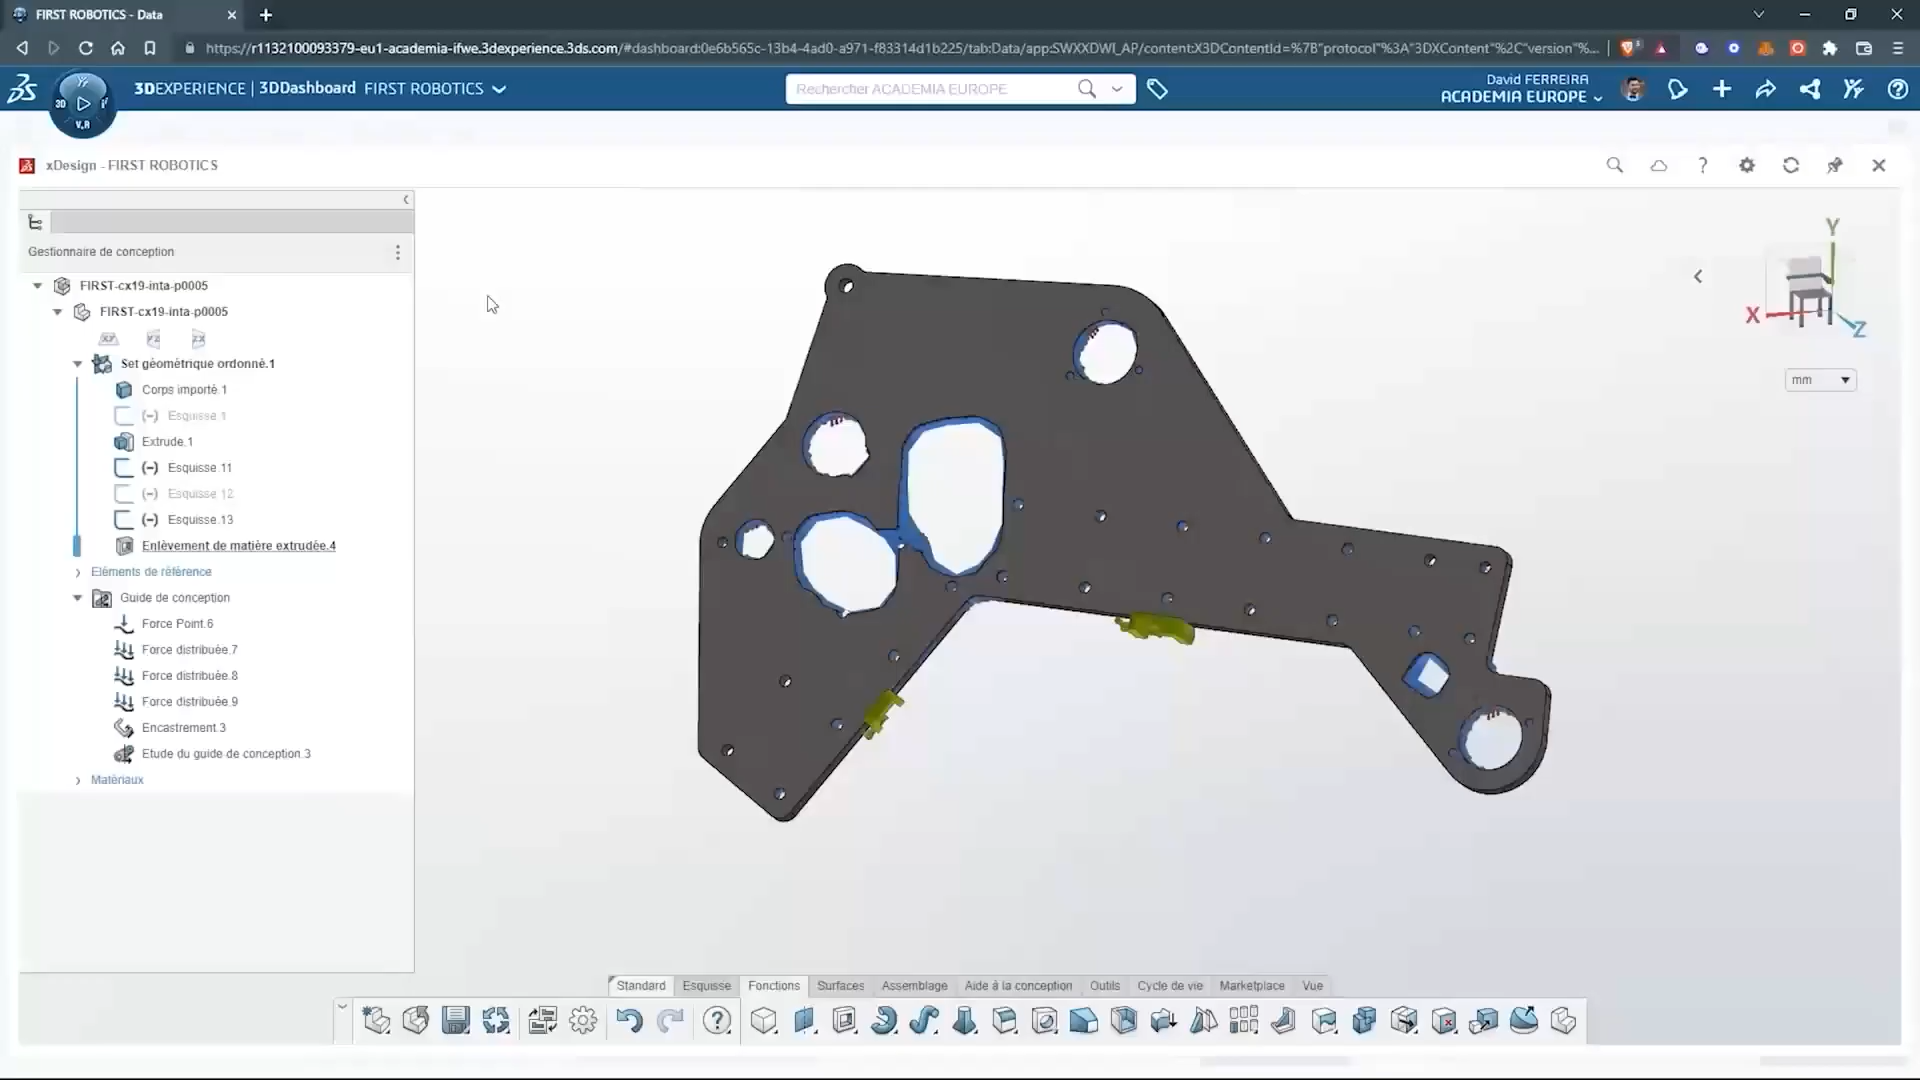 FIRST ROBOTICS - Data
https://r1132100093379-eu1-academia-ifwe.3dexperience.3ds.com/#dashboard:0e6b565c-13b4-4ad0-a971-f83314d1b225/tab:Data/app:SWXXDWI_AP/content:X3DContentId=%7B"protocol"%3A"3DXContent"%2C"version"%...
3D
V.R
3DEXPERIENCE | 3DDashboard FIRST ROBOTICS
Rechercher ACADEMIA EUROPE
David FERREIRA
ACADEMIA EUROPE
xDesign - FIRST ROBOTICS
Gestionnaire de conception
FIRST-cx19-inta-p0005
FIRST-cx19-inta-p0005
XY YZ ZX
Set géométrique ordonné.1
Corps importé.1
(-) Esquisse.1
Extrude.1
(-) Esquisse.11
(-) Esquisse.12
(-) Esquisse.13
Enlèvement de matière extrudée.4
Eléments de référence
Guide de conception
Force Point.6
Force distribuée.7
Force distribuée.8
Force distribuée.9
Encastrement.3
Etude du guide de conception.3
Matériaux
Y
X
Z
mm
Standard Esquisse Fonctions Surfaces Assemblage Aide à la conception Outils Cycle de vie Marketplace Vue